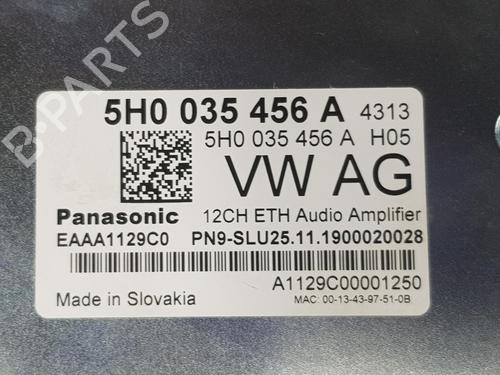 B-PARTS
5H0 035 456 A 4313
5H0 035 456 A H05
VW AG
Panasonic 12CH ETH Audio Amplifier
EAAA1129C0 PN9-SLU25.11.1900020028
A1129C00001250
Made in Slovakia MAC: 00-13-43-97-51-0B